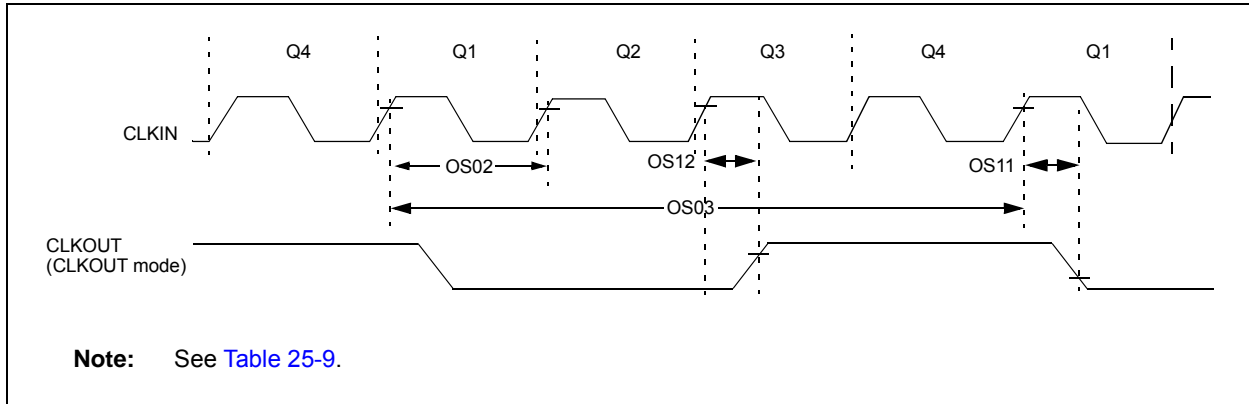 Q4 Q1 Q2 Q3 Q4 Q1
CLKIN
OS02
OS12
OS11
OS03
CLKOUT
(CLKOUT mode)
Note: See Table 25-9.